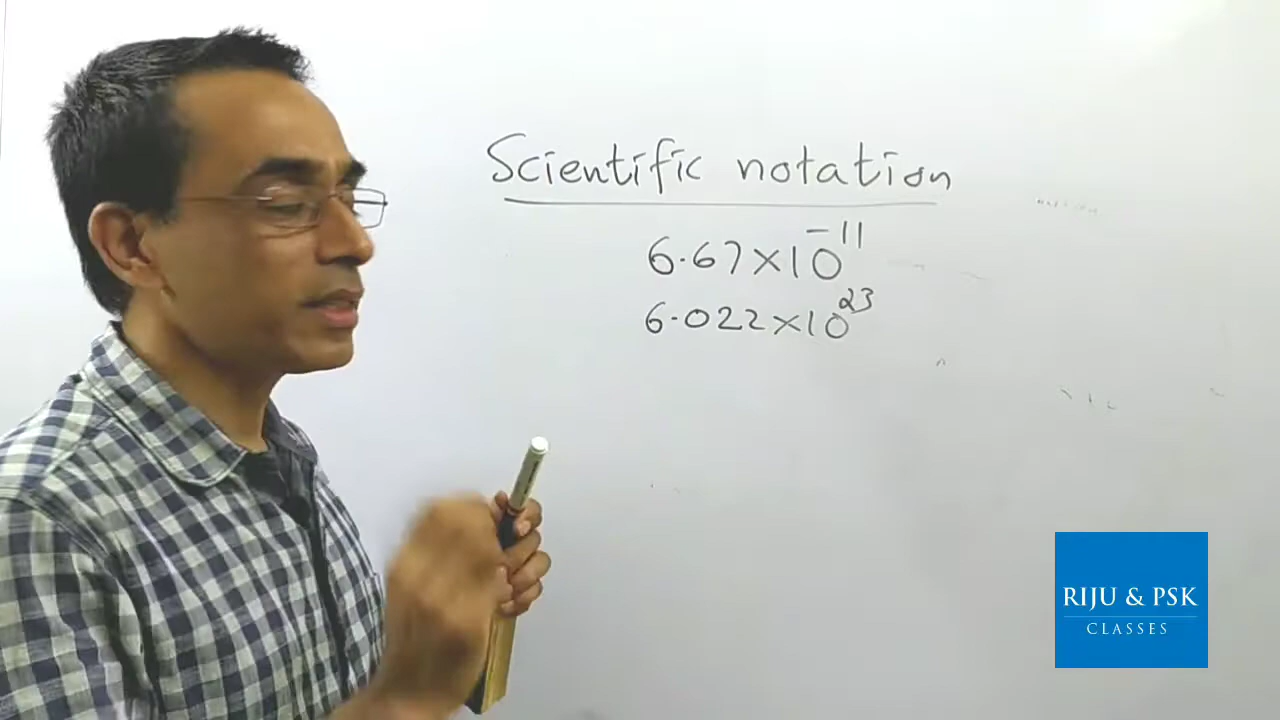 Scientific notation
6.67×10⁻¹¹
6.022×10²³
RIJU & PSK
CLASSES